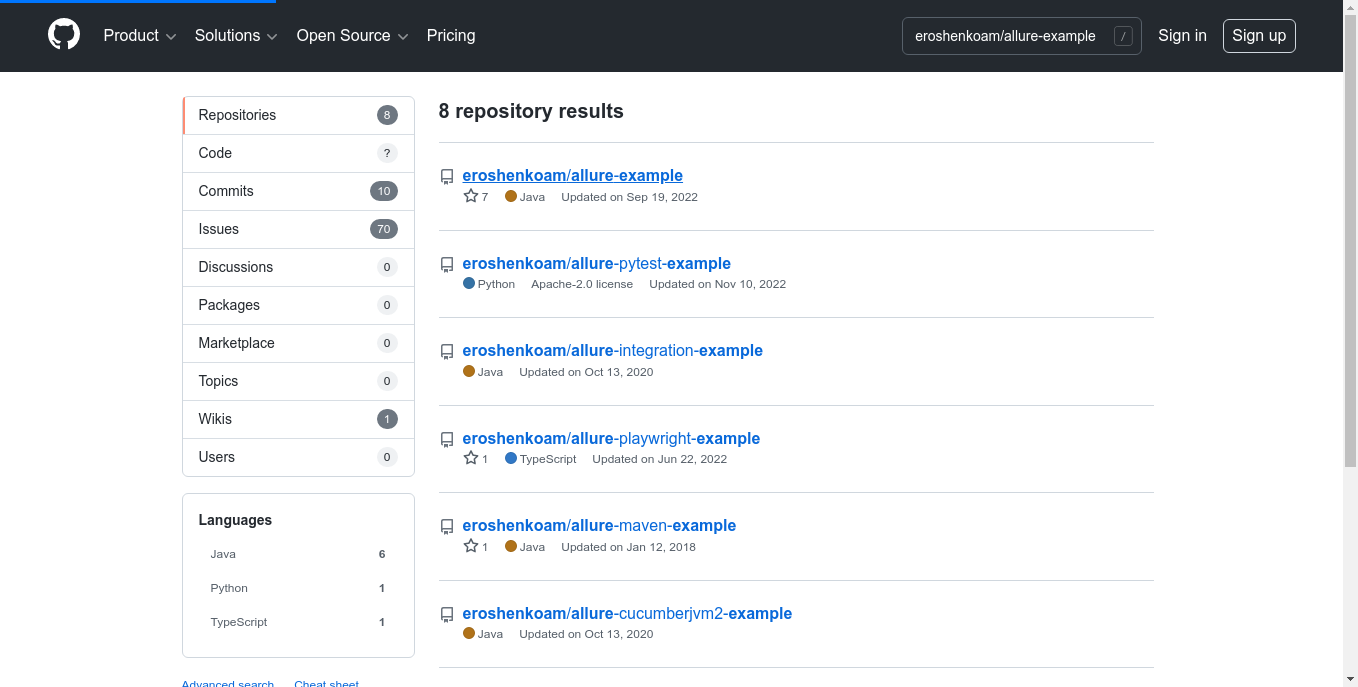 Product Solutions Open Source Pricing eroshenkoam/allure-example / Sign in Sign up
Repositories 8
Code ?
Commits 10
Issues 70
Discussions 0
Packages 0
Marketplace 0
Topics 0
Wikis 1
Users 0
Languages
Java 6
Python 1
TypeScript 1
Advanced search Cheat sheet
8 repository results
eroshenkoam/allure-example
7 Java Updated on Sep 19, 2022
eroshenkoam/allure-pytest-example
Python Apache-2.0 license Updated on Nov 10, 2022
eroshenkoam/allure-integration-example
Java Updated on Oct 13, 2020
eroshenkoam/allure-playwright-example
1 TypeScript Updated on Jun 22, 2022
eroshenkoam/allure-maven-example
1 Java Updated on Jan 12, 2018
eroshenkoam/allure-cucumberjvm2-example
Java Updated on Oct 13, 2020